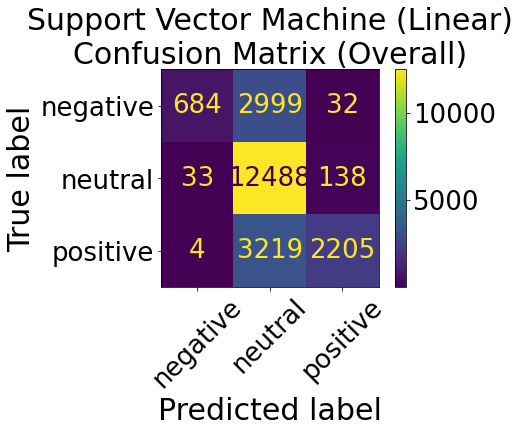 Support Vector Machine (Linear)
Confusion Matrix (Overall)
True label
negative 684 2999 32
neutral 33 12488 138
positive 4 3219 2205
negative neutral positive
Predicted label
10000
5000